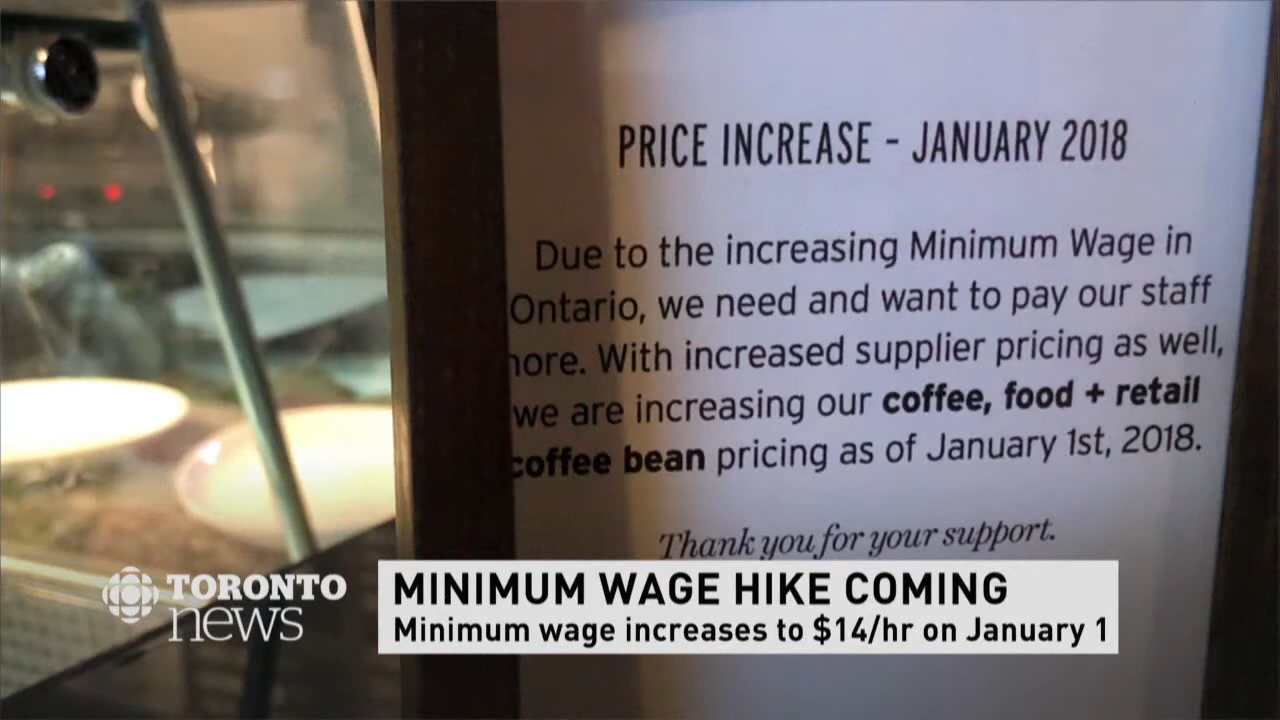 PRICE INCREASE - JANUARY 2018
Due to the increasing Minimum Wage in
Ontario, we need and want to pay our staff
ore. With increased supplier pricing as well,
we are increasing our coffee, food + retail
coffee bean pricing as of January 1st, 2018.
Thank you for your support.
TORONTO
news
MINIMUM WAGE HIKE COMING
Minimum wage increases to $14/hr on January 1